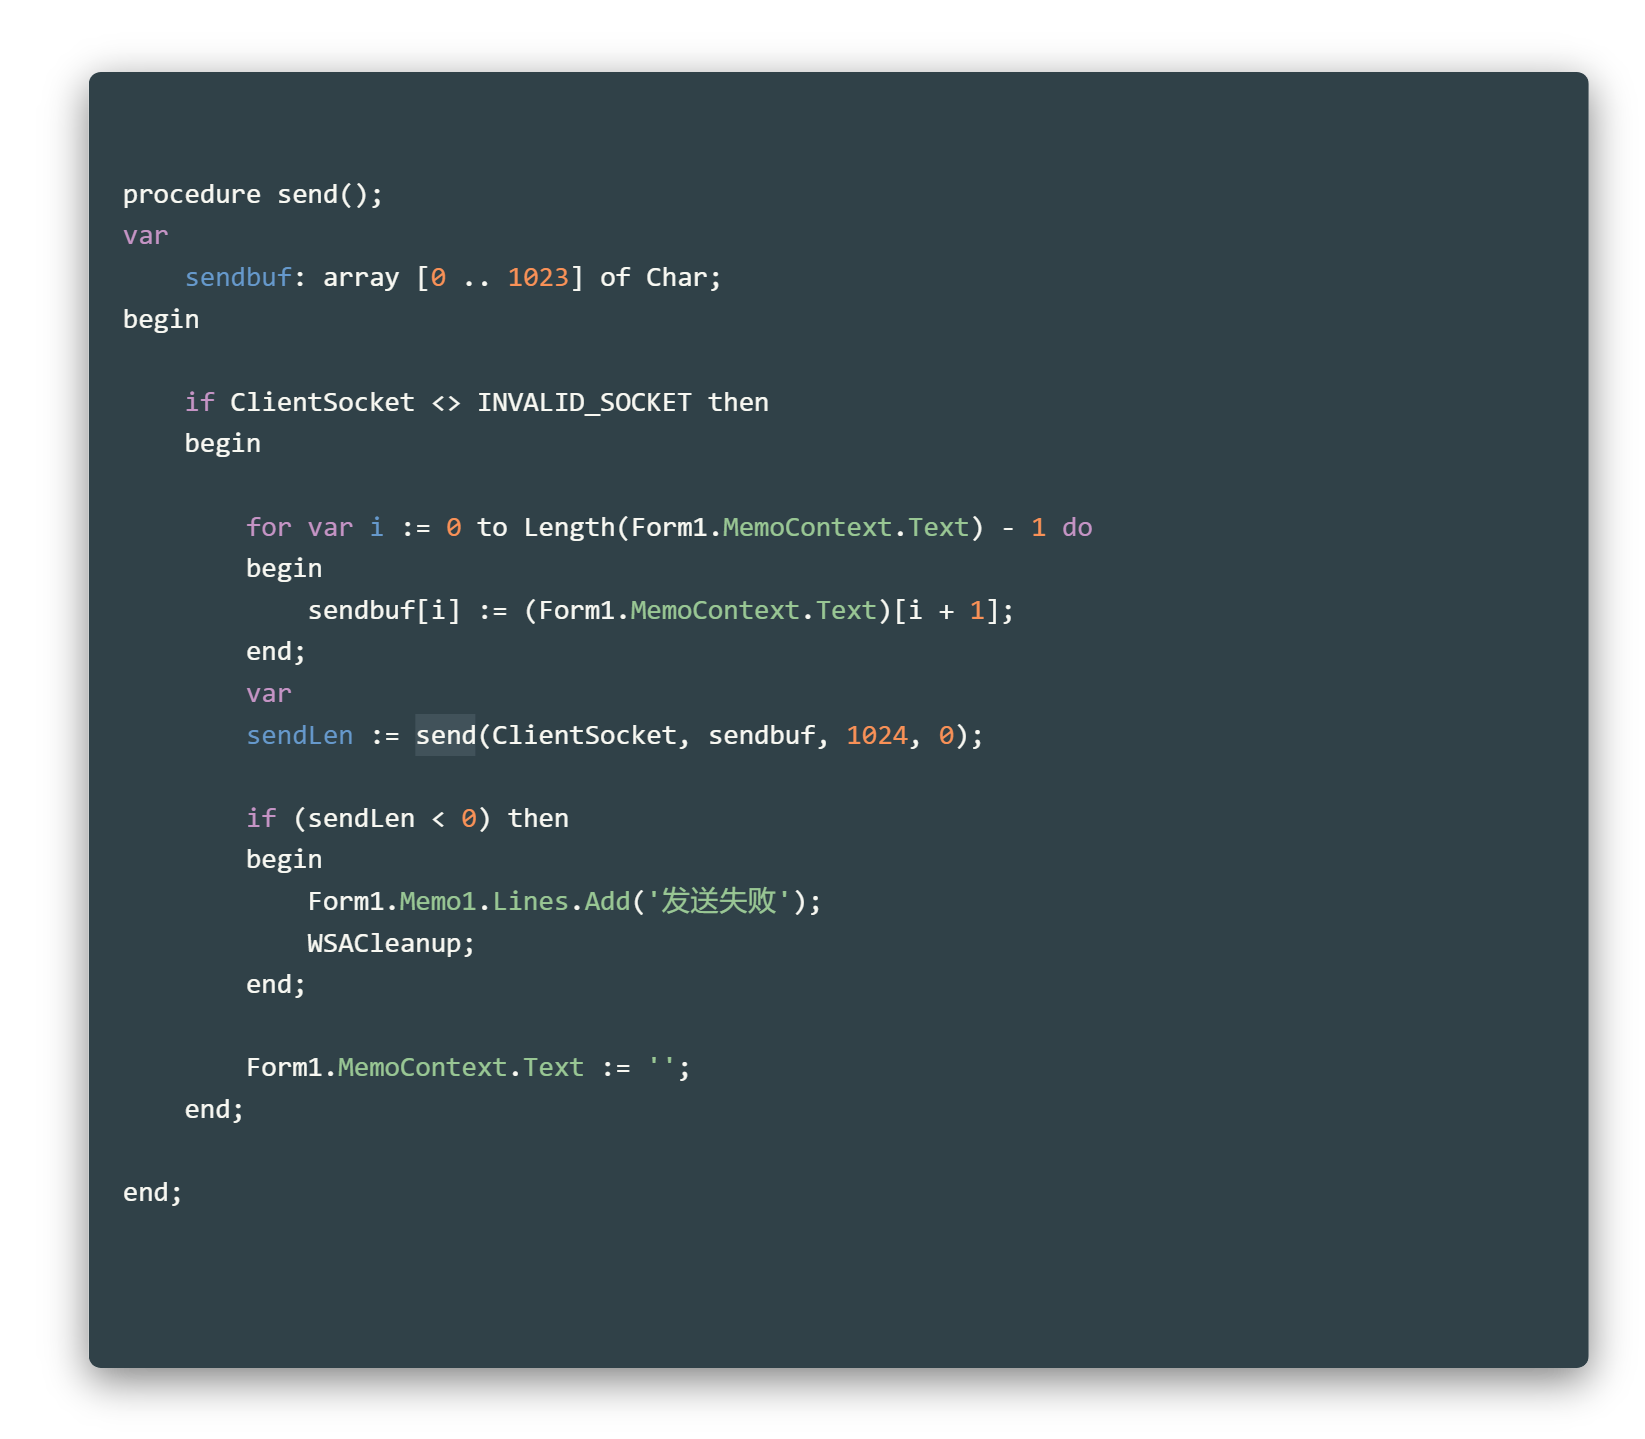 procedure send();
var
    sendbuf: array [0 .. 1023] of Char;
begin
    if ClientSocket <> INVALID_SOCKET then
    begin
        for var i := 0 to Length(Form1.MemoContext.Text) - 1 do
        begin
            sendbuf[i] := (Form1.MemoContext.Text)[i + 1];
        end;
        var
        sendLen := send(ClientSocket, sendbuf, 1024, 0);
        if (sendLen < 0) then
        begin
            Form1.Memo1.Lines.Add('发送失败');
            WSACleanup;
        end;
        Form1.MemoContext.Text := '';
    end;
end;